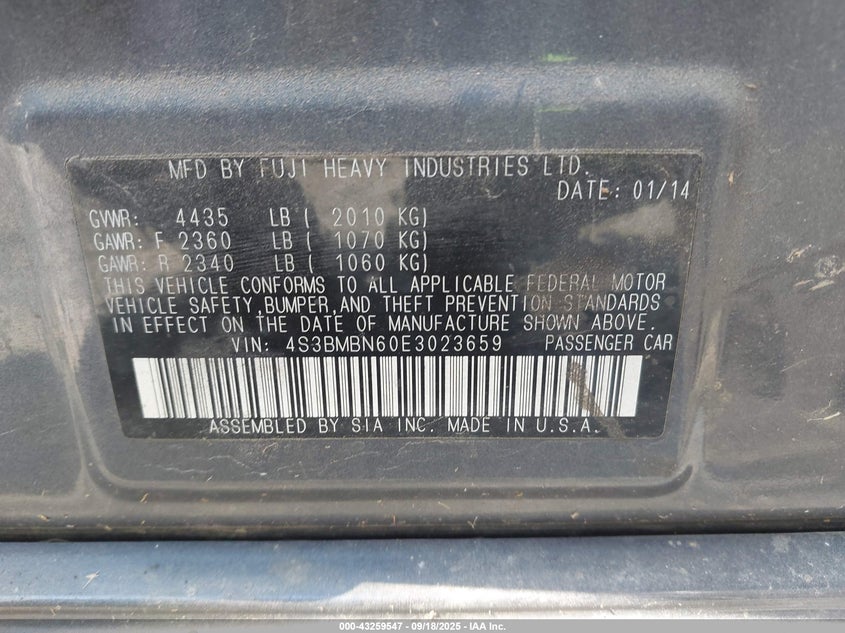 MFD BY FUJI HEAVY INDUSTRIES LTD.
DATE: 01/14
GVWR: 4435 LB ( 2010 KG)
GAWR: F 2360 LB ( 1070 KG)
GAWR: R 2340 LB ( 1060 KG)
THIS VEHICLE CONFORMS TO ALL APPLICABLE FEDERAL MOTOR
VEHICLE SAFETY,BUMPER,AND THEFT PREVENTION STANDARDS
IN EFFECT ON THE DATE OF MANUFACTURE SHOWN ABOVE.
VIN: 4S3BMBN60E3023659 PASSENGER CAR
ASSEMBLED BY SIA INC. MADE IN U.S.A.
000-43259547 - 09/18/2025 - IAA Inc.